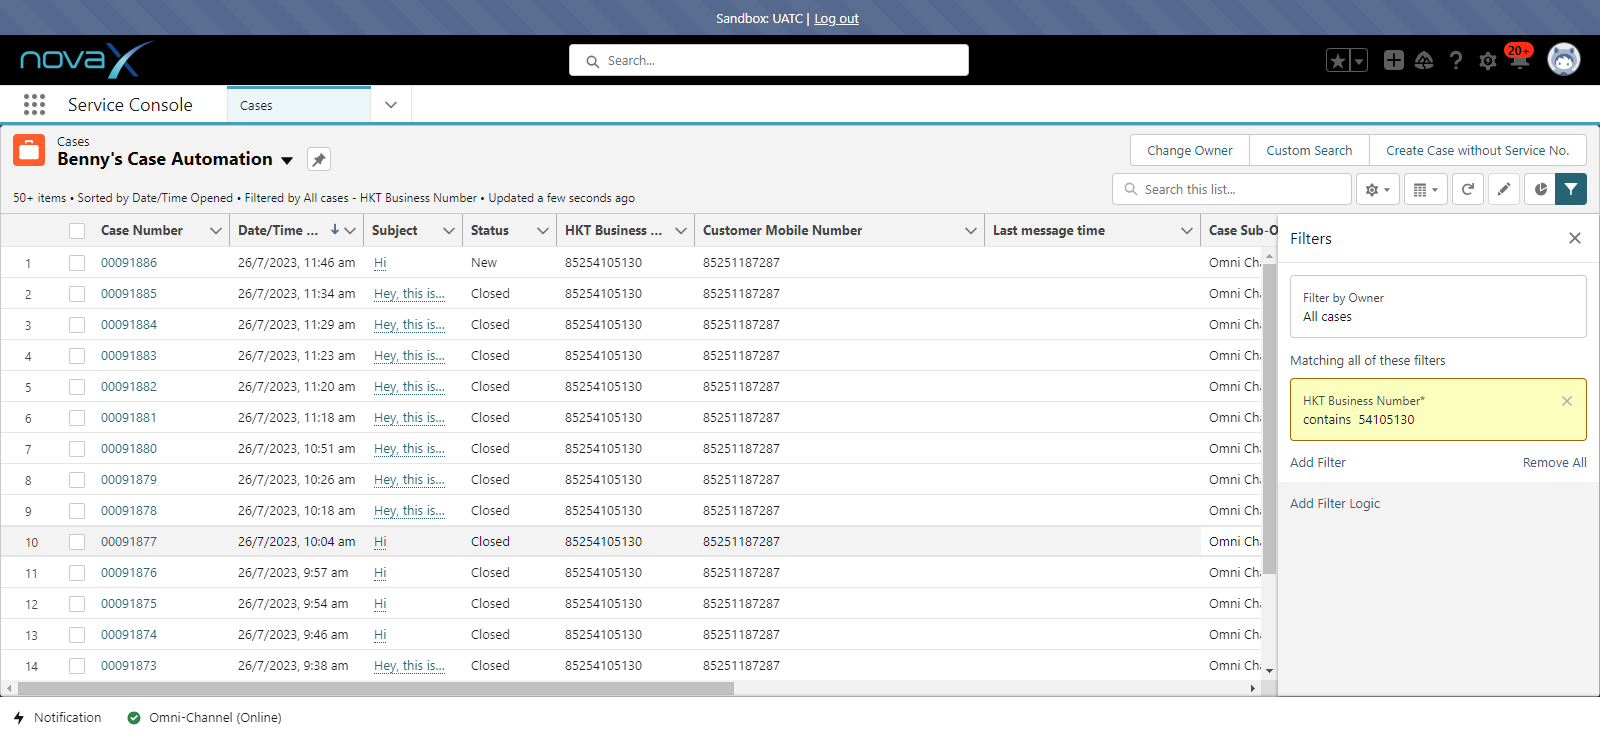 Sandbox: UATC | Log out
novaX
Search...
20+
Service Console
Cases
Cases
Benny's Case Automation
Change Owner
Custom Search
Create Case without Service No.
50+ items • Sorted by Date/Time Opened • Filtered by All cases - HKT Business Number • Updated a few seconds ago
Search this list...
Case Number Date/Time ... Subject Status HKT Business ... Customer Mobile Number Last message time Case Sub-O
1 00091886 26/7/2023, 11:46 am Hi New 85254105130 85251187287 Omni Cha
2 00091885 26/7/2023, 11:34 am Hey, this is... Closed 85254105130 85251187287 Omni Cha
3 00091884 26/7/2023, 11:29 am Hey, this is... Closed 85254105130 85251187287 Omni Cha
4 00091883 26/7/2023, 11:23 am Hey, this is... Closed 85254105130 85251187287 Omni Cha
5 00091882 26/7/2023, 11:20 am Hey, this is... Closed 85254105130 85251187287 Omni Cha
6 00091881 26/7/2023, 11:18 am Hey, this is... Closed 85254105130 85251187287 Omni Cha
7 00091880 26/7/2023, 10:51 am Hey, this is... Closed 85254105130 85251187287 Omni Cha
8 00091879 26/7/2023, 10:26 am Hey, this is... Closed 85254105130 85251187287 Omni Cha
9 00091878 26/7/2023, 10:18 am Hey, this is... Closed 85254105130 85251187287 Omni Cha
10 00091877 26/7/2023, 10:04 am Hi Closed 85254105130 85251187287 Omni Cha
11 00091876 26/7/2023, 9:57 am Hi Closed 85254105130 85251187287 Omni Cha
12 00091875 26/7/2023, 9:54 am Hi Closed 85254105130 85251187287 Omni Cha
13 00091874 26/7/2023, 9:46 am Hi Closed 85254105130 85251187287 Omni Cha
14 00091873 26/7/2023, 9:38 am Hey, this is... Closed 85254105130 85251187287 Omni Cha
Filters
Filter by Owner
All cases
Matching all of these filters
HKT Business Number*
contains 54105130
Add Filter
Remove All
Add Filter Logic
Notification
Omni-Channel (Online)